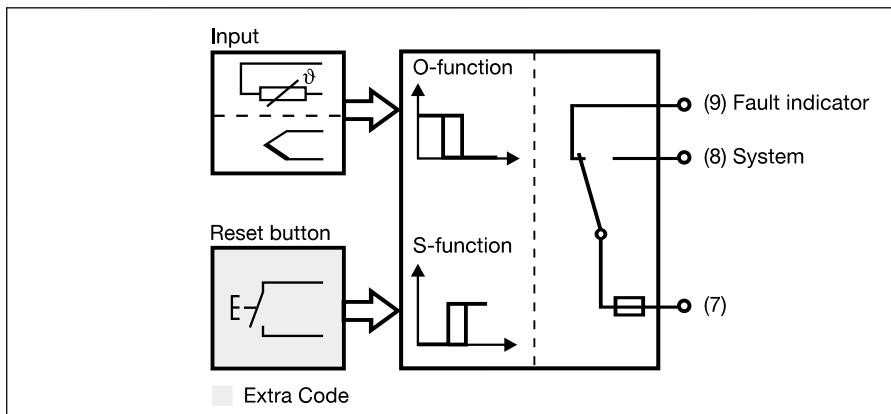 Input
ϑ
O-function
(9) Fault indicator
(8) System
Reset button
S-function
(7)
Extra Code